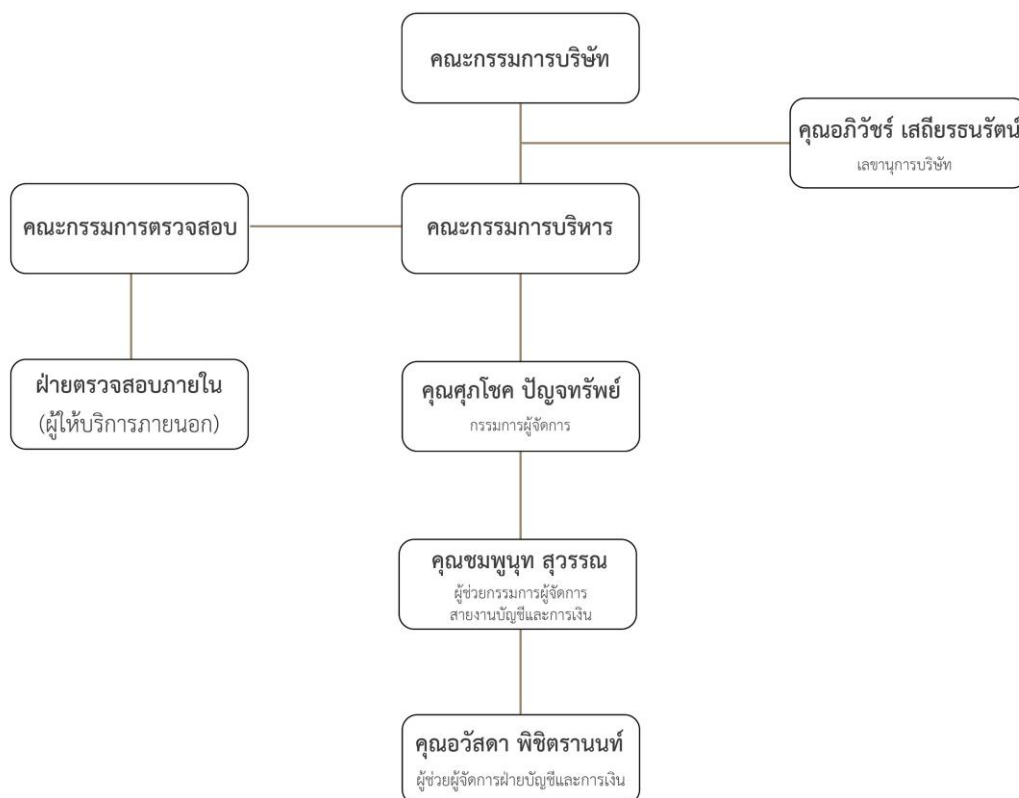 คณะกรรมการบริษัท
คุณอภิวัชร์ เสถียรธนรัตน์
เลขานุการบริษัท
คณะกรรมการตรวจสอบ
คณะกรรมการบริหาร
ฝ่ายตรวจสอบภายใน
(ผู้ให้บริการภายนอก)
คุณศุภโชค ปัญจทรัพย์
กรรมการผู้จัดการ
คุณชมพูนุท สุวรรณ
ผู้ช่วยกรรมการผู้จัดการ
สายงานบัญชีและการเงิน
คุณอวัสดา พิชิตรานนท์
ผู้ช่วยผู้จัดการฝ่ายบัญชีและการเงิน